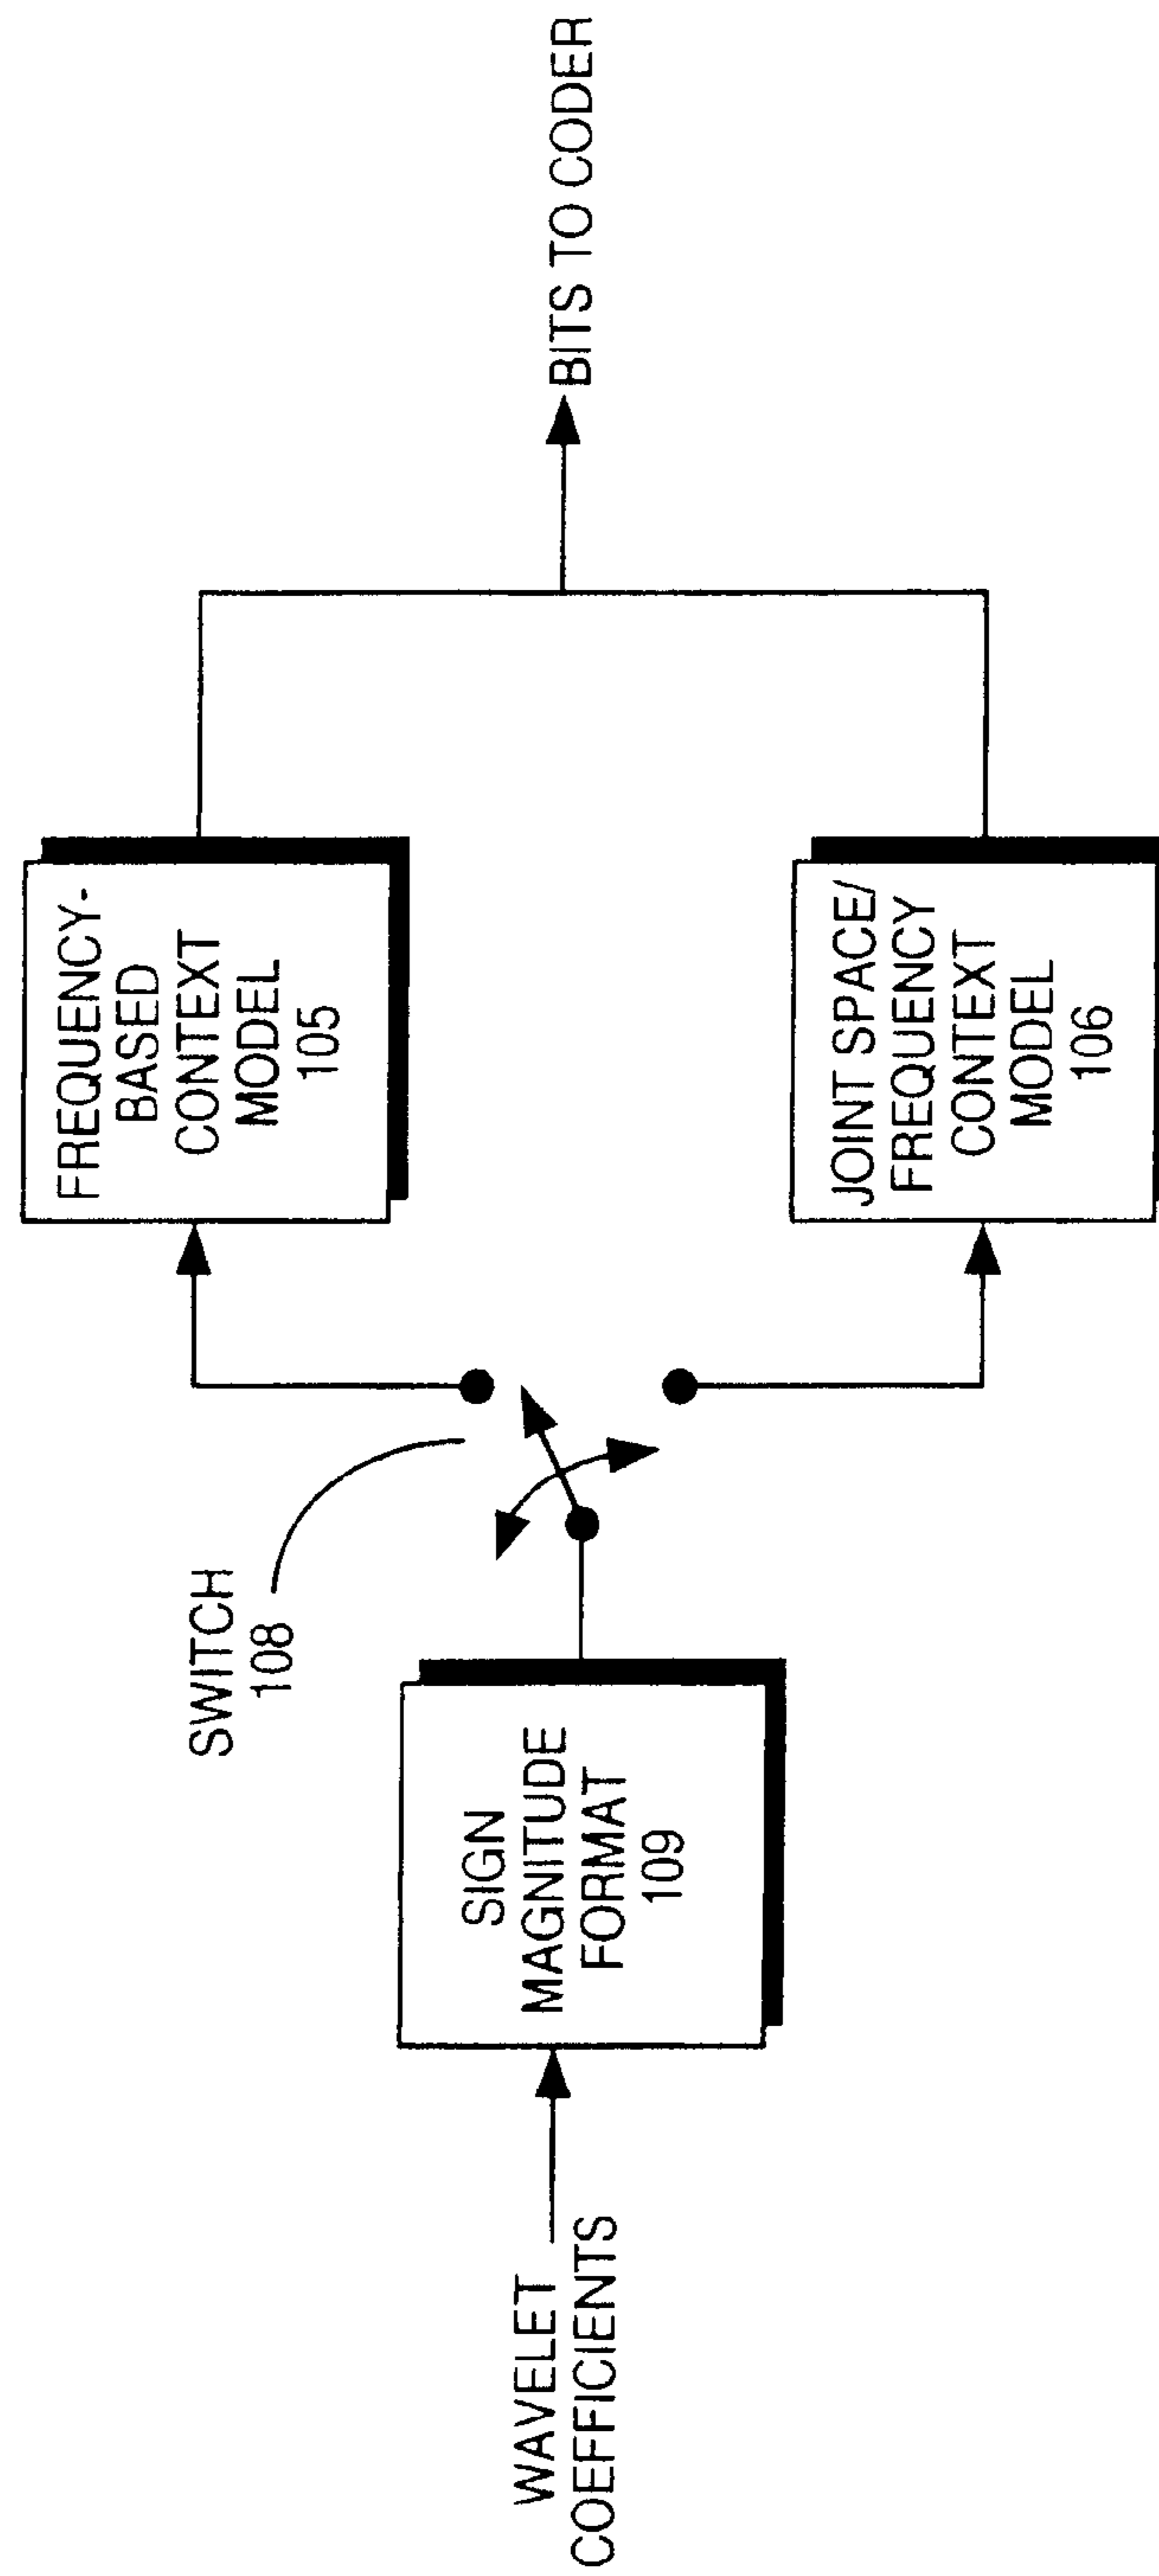 WAVELET
COEFFICIENTS
SIGN
MAGNITUDE
FORMAT
109
SWITCH
108
FREQUENCY-
BASED
CONTEXT
MODEL
105
JOINT SPACE/
FREQUENCY
CONTEXT
MODEL
106
BITS TO CODER